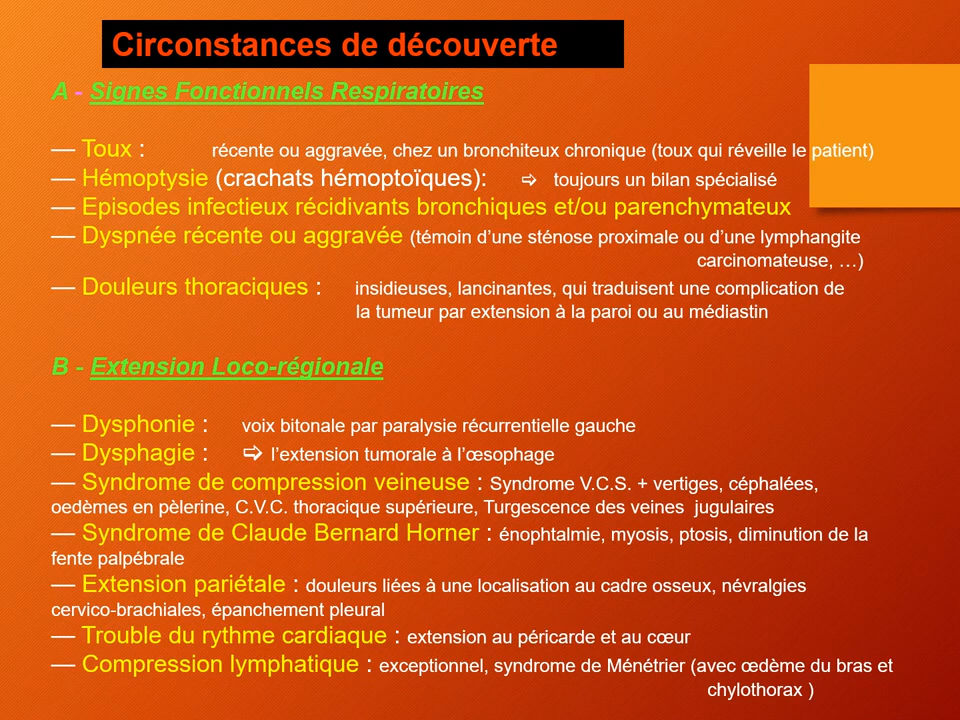 Circonstances de découverte
A - Signes Fonctionnels Respiratoires
— Toux : récente ou aggravée, chez un bronchiteux chronique (toux qui réveille le patient)
— Hémoptysie (crachats hémoptoïques): ➩ toujours un bilan spécialisé
— Episodes infectieux récidivants bronchiques et/ou parenchymateux
— Dyspnée récente ou aggravée (témoin d'une sténose proximale ou d'une lymphangite
carcinomateuse, …)
— Douleurs thoraciques : insidieuses, lancinantes, qui traduisent une complication de
la tumeur par extension à la paroi ou au médiastin
B - Extension Loco-régionale
— Dysphonie : voix bitonale par paralysie récurrentielle gauche
— Dysphagie : ➩ l'extension tumorale à l'œsophage
— Syndrome de compression veineuse : Syndrome V.C.S. + vertiges, céphalées,
oedèmes en pèlerine, C.V.C. thoracique supérieure, Turgescence des veines jugulaires
— Syndrome de Claude Bernard Horner : énophtalmie, myosis, ptosis, diminution de la
fente palpébrale
— Extension pariétale : douleurs liées à une localisation au cadre osseux, névralgies
cervico-brachiales, épanchement pleural
— Trouble du rythme cardiaque : extension au péricarde et au cœur
— Compression lymphatique : exceptionnel, syndrome de Ménétrier (avec œdème du bras et
chylothorax )